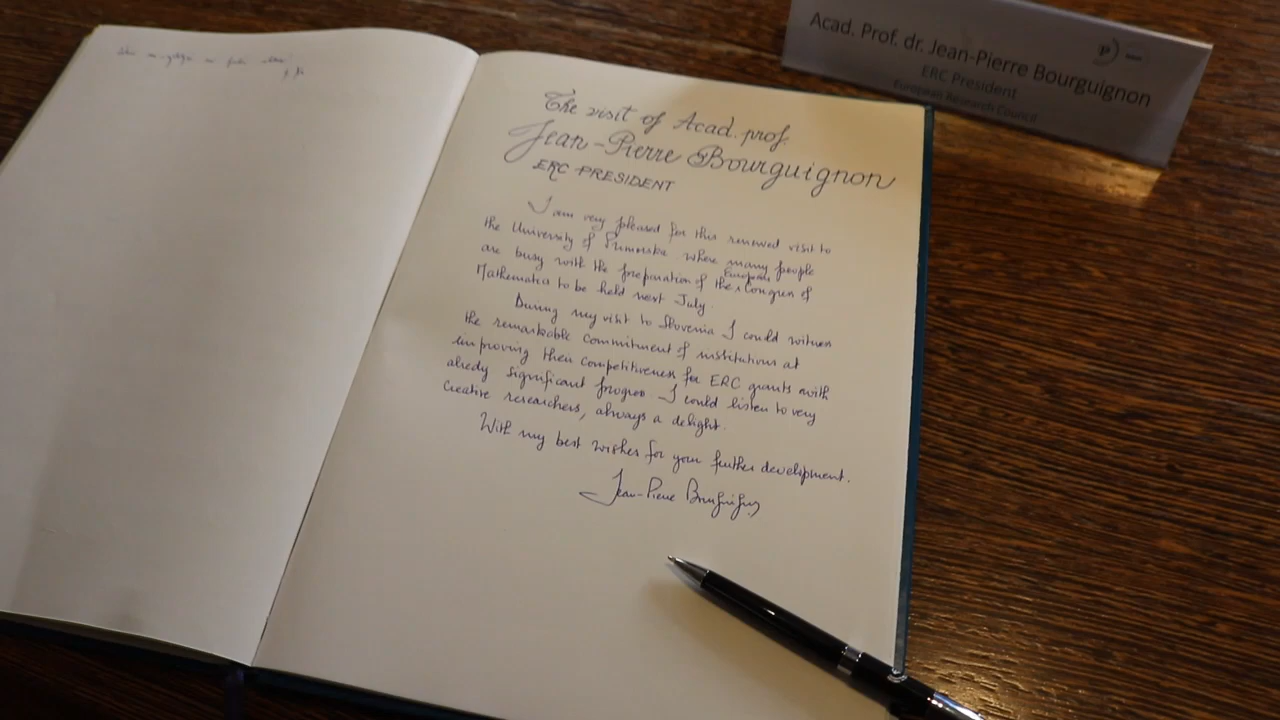 The visit of Acad. prof.
Jean-Pierre Bourguignon
ERC PRESIDENT
I am very pleased for this renewed visit to
the University of Primorska where many people
are busy with the preparation of the European Congress of
Mathematics to be held next July.
During my visit to Slovenia I could witness
the remarkable commitment of institutions at
improving their competitiveness for ERC grants with
alredy significant progress - I could listen to very
creative researchers, always a delight.
With my best wishes for your further development.
Jean-Pierre Bourguignon
Acad. Prof. dr. Jean-Pierre Bourguignon
ERC President
European Research Council